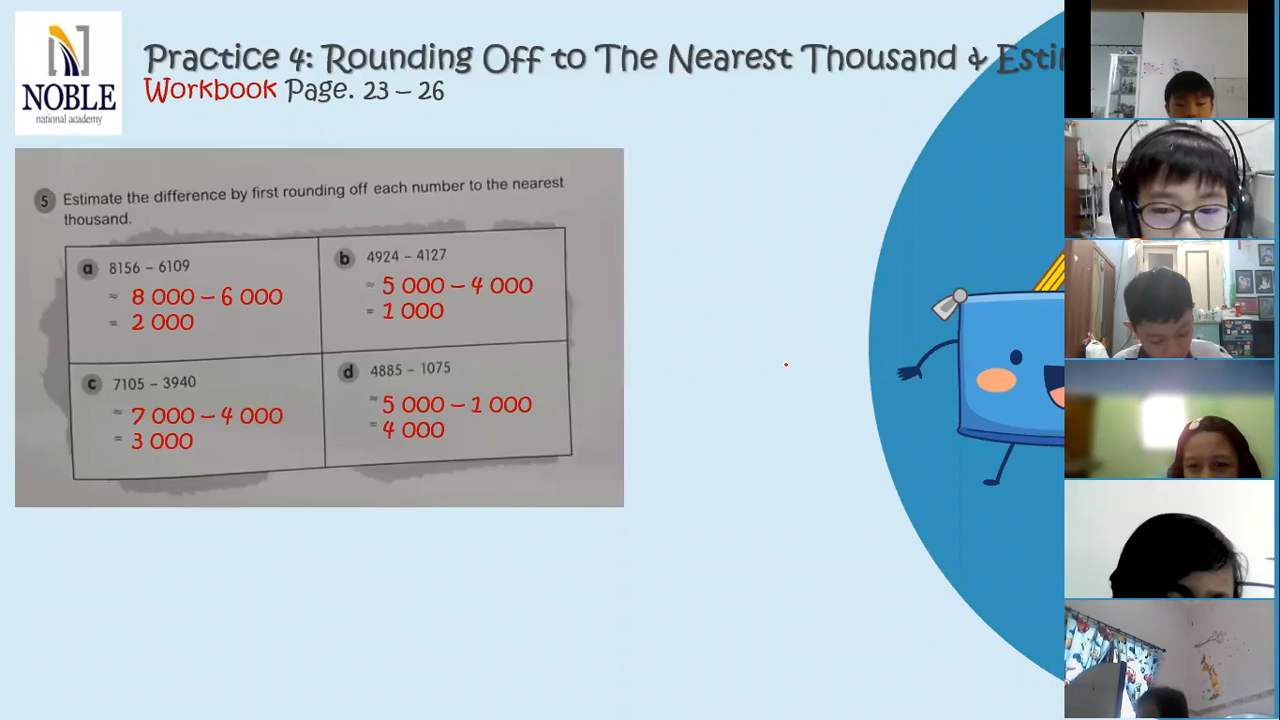 NOBLE
national academy
Practice 4: Rounding Off to The Nearest Thousand &
Workbook Page. 23 – 26
5 Estimate the difference by first rounding off each number to the nearest
thousand.
a 8156 – 6109
≈ 8 000 – 6 000
= 2 000
b 4924 – 4127
≈ 5 000 – 4 000
= 1 000
c 7105 – 3940
≈ 7 000 – 4 000
= 3 000
d 4885 – 1075
≈ 5 000 – 1 000
= 4 000